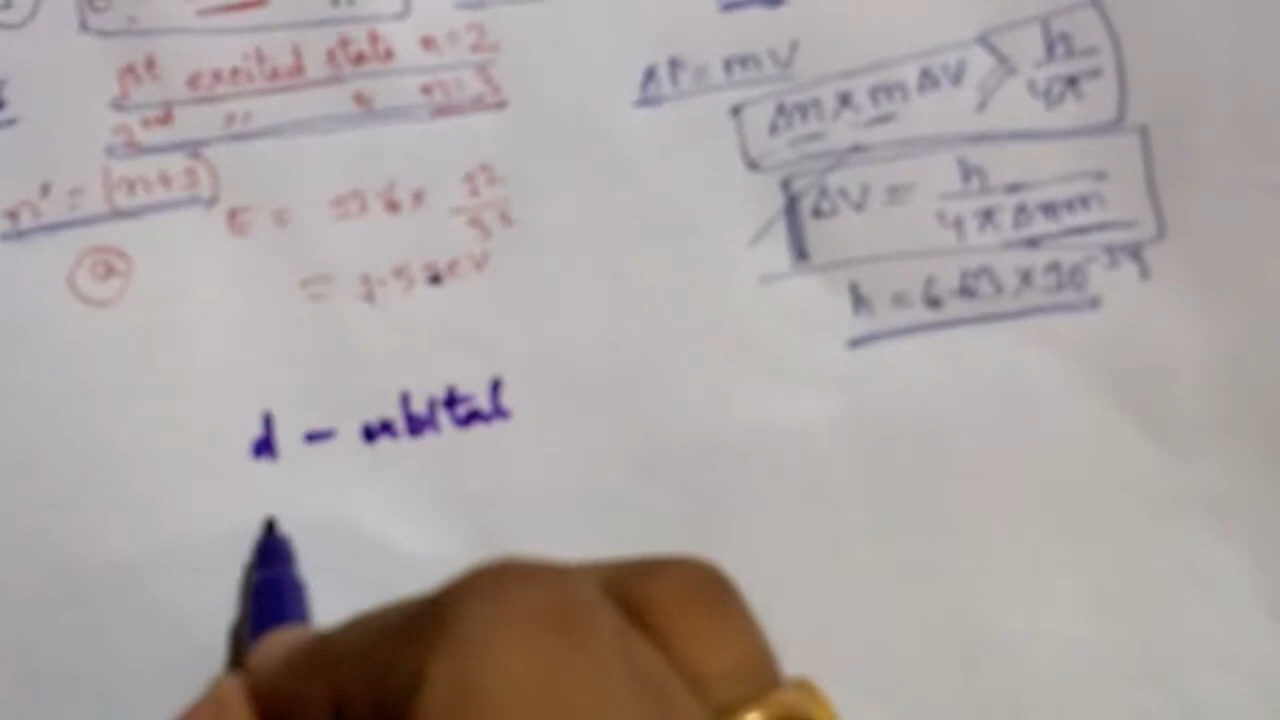 1st excited state n=2
2nd " " n=3
n' = (n+1)
E = 13.6 ×
ΔP = mV
Δx × m ΔV > h/4π
ΔV = h/4πΔxm
h = 6.63 × 10^-34
d - orbital